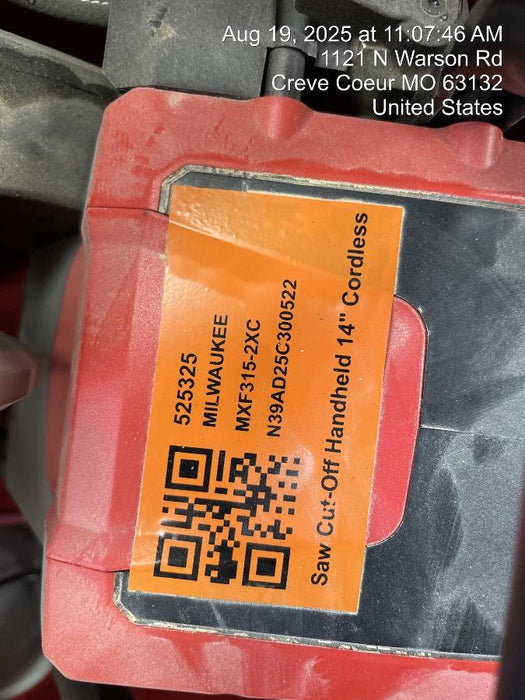 Aug 19, 2025 at 11:07:46 AM
1121 N Warson Rd
Creve Coeur MO 63132
United States
525325
MILWAUKEE
MXF315-2XC
N39AD25C300522
Saw Cut-Off Handheld 14" Cordless